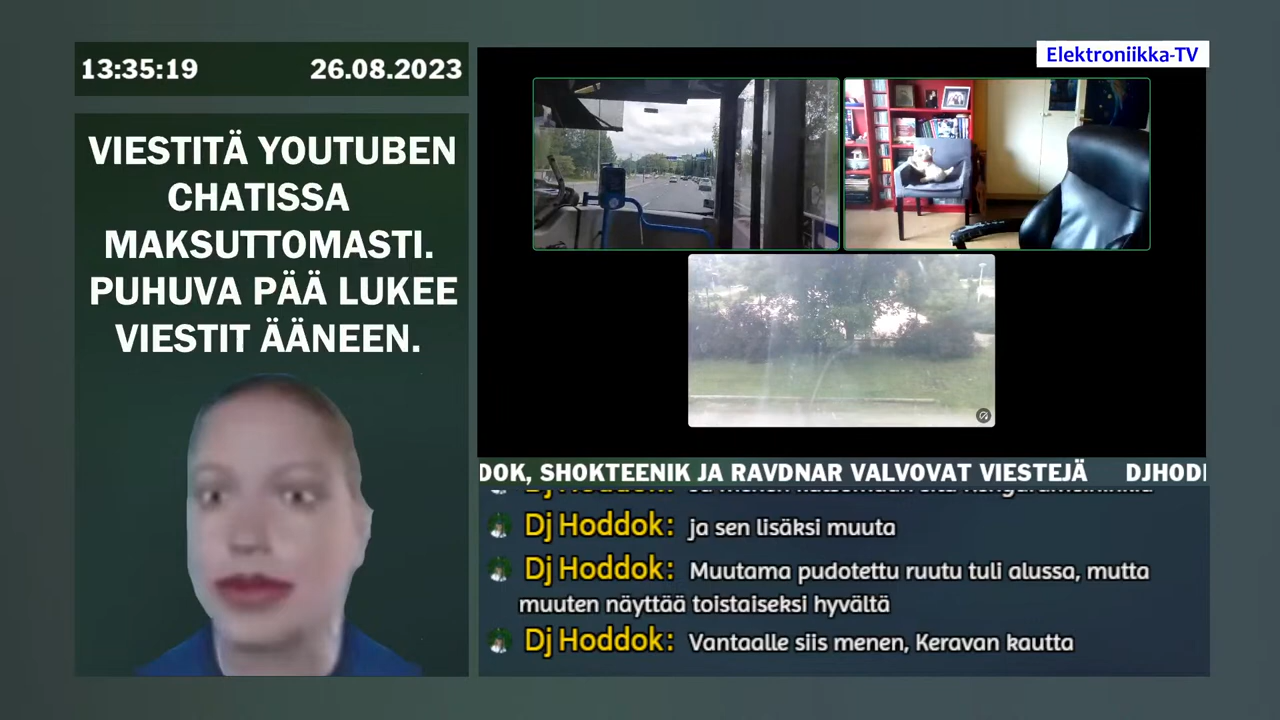 13:35:19 26.08.2023
Elektroniikka-TV
VIESTITÄ YOUTUBEN
CHATISSA
MAKSUTTOMASTI.
PUHUVA PÄÄ LUKEE
VIESTIT ÄÄNEEN.
DOK, SHOKTEENIK JA RAVDNAR VALVOVAT VIESTEJÄ DJHODI
Dj Hoddok: ja sen lisäksi muuta
Dj Hoddok: Muutama pudotettu ruutu tuli alussa, mutta
muuten näyttää toistaiseksi hyvältä
Dj Hoddok: Vantaalle siis menen, Keravan kautta